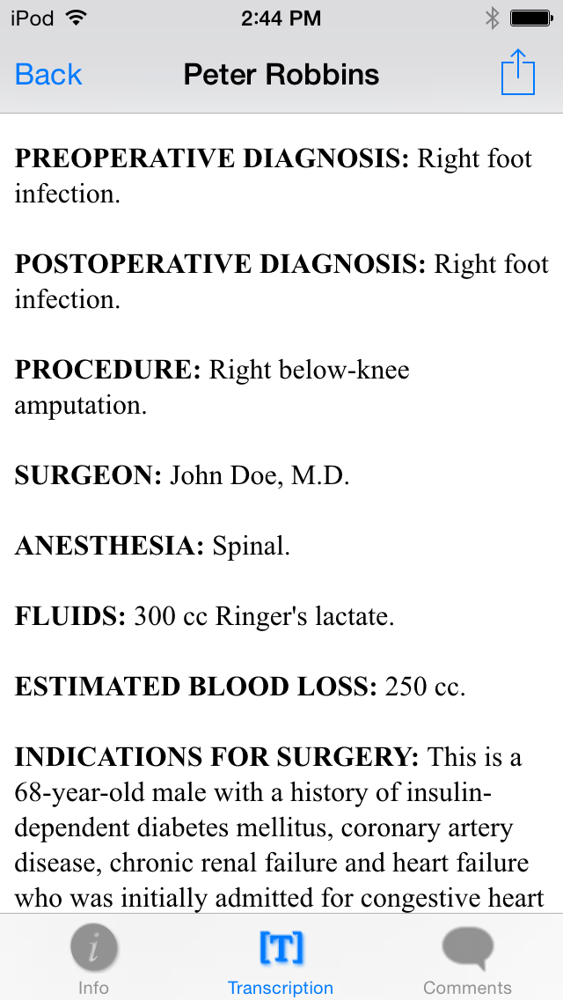 iPod 2:44 PM
Back Peter Robbins
PREOPERATIVE DIAGNOSIS: Right foot
infection.
POSTOPERATIVE DIAGNOSIS: Right foot
infection.
PROCEDURE: Right below-knee
amputation.
SURGEON: John Doe, M.D.
ANESTHESIA: Spinal.
FLUIDS: 300 cc Ringer's lactate.
ESTIMATED BLOOD LOSS: 250 cc.
INDICATIONS FOR SURGERY: This is a
68-year-old male with a history of insulin-
dependent diabetes mellitus, coronary artery
disease, chronic renal failure and heart failure
who was initially admitted for congestive heart
i [T]
Info Transcription Comments